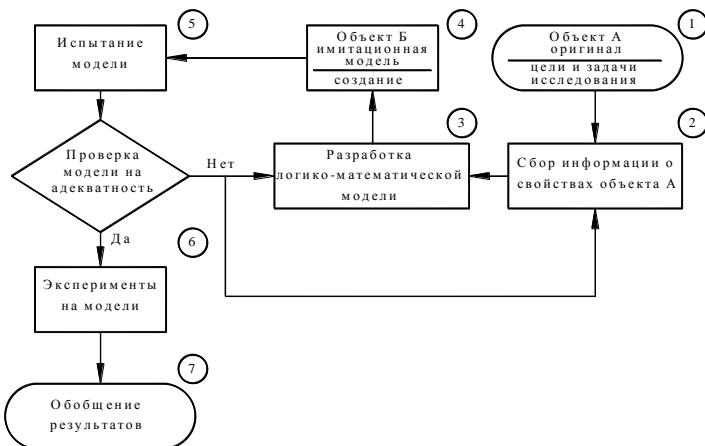 5
Испытание
модели
4
Объект Б
имитационная
модель
создание
1
Объект А
оригинал
цели и задачи
исследования
Проверка
модели на
адекватность
Нет
3
Разработка
логико-математической
модели
2
Сбор информации о
свойствах объекта А
Да
6
Эксперименты
на модели
7
Обобщение
результатов